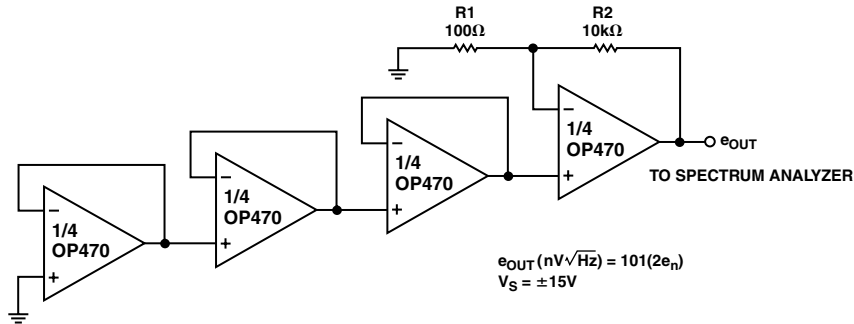 R1
100Ω
R2
10kΩ
−
+
1/4
OP470
−
+
1/4
OP470
−
+
1/4
OP470
−
+
1/4
OP470
eOUT
TO SPECTRUM ANALYZER
eOUT (nV√Hz) = 101(2en)
VS = ±15V